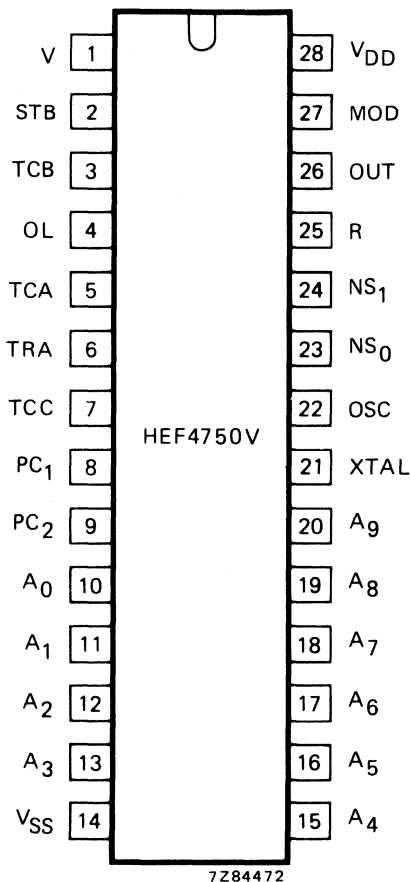 V 1 28 V_DD
STB 2 27 MOD
TCB 3 26 OUT
OL 4 25 R
TCA 5 24 NS₁
TRA 6 23 NS₀
TCC 7 22 OSC
HEF4750V
PC₁ 8 21 XTAL
PC₂ 9 20 A₉
A₀ 10 19 A₈
A₁ 11 18 A₇
A₂ 12 17 A₆
A₃ 13 16 A₅
V_SS 14 15 A₄
7Z84472